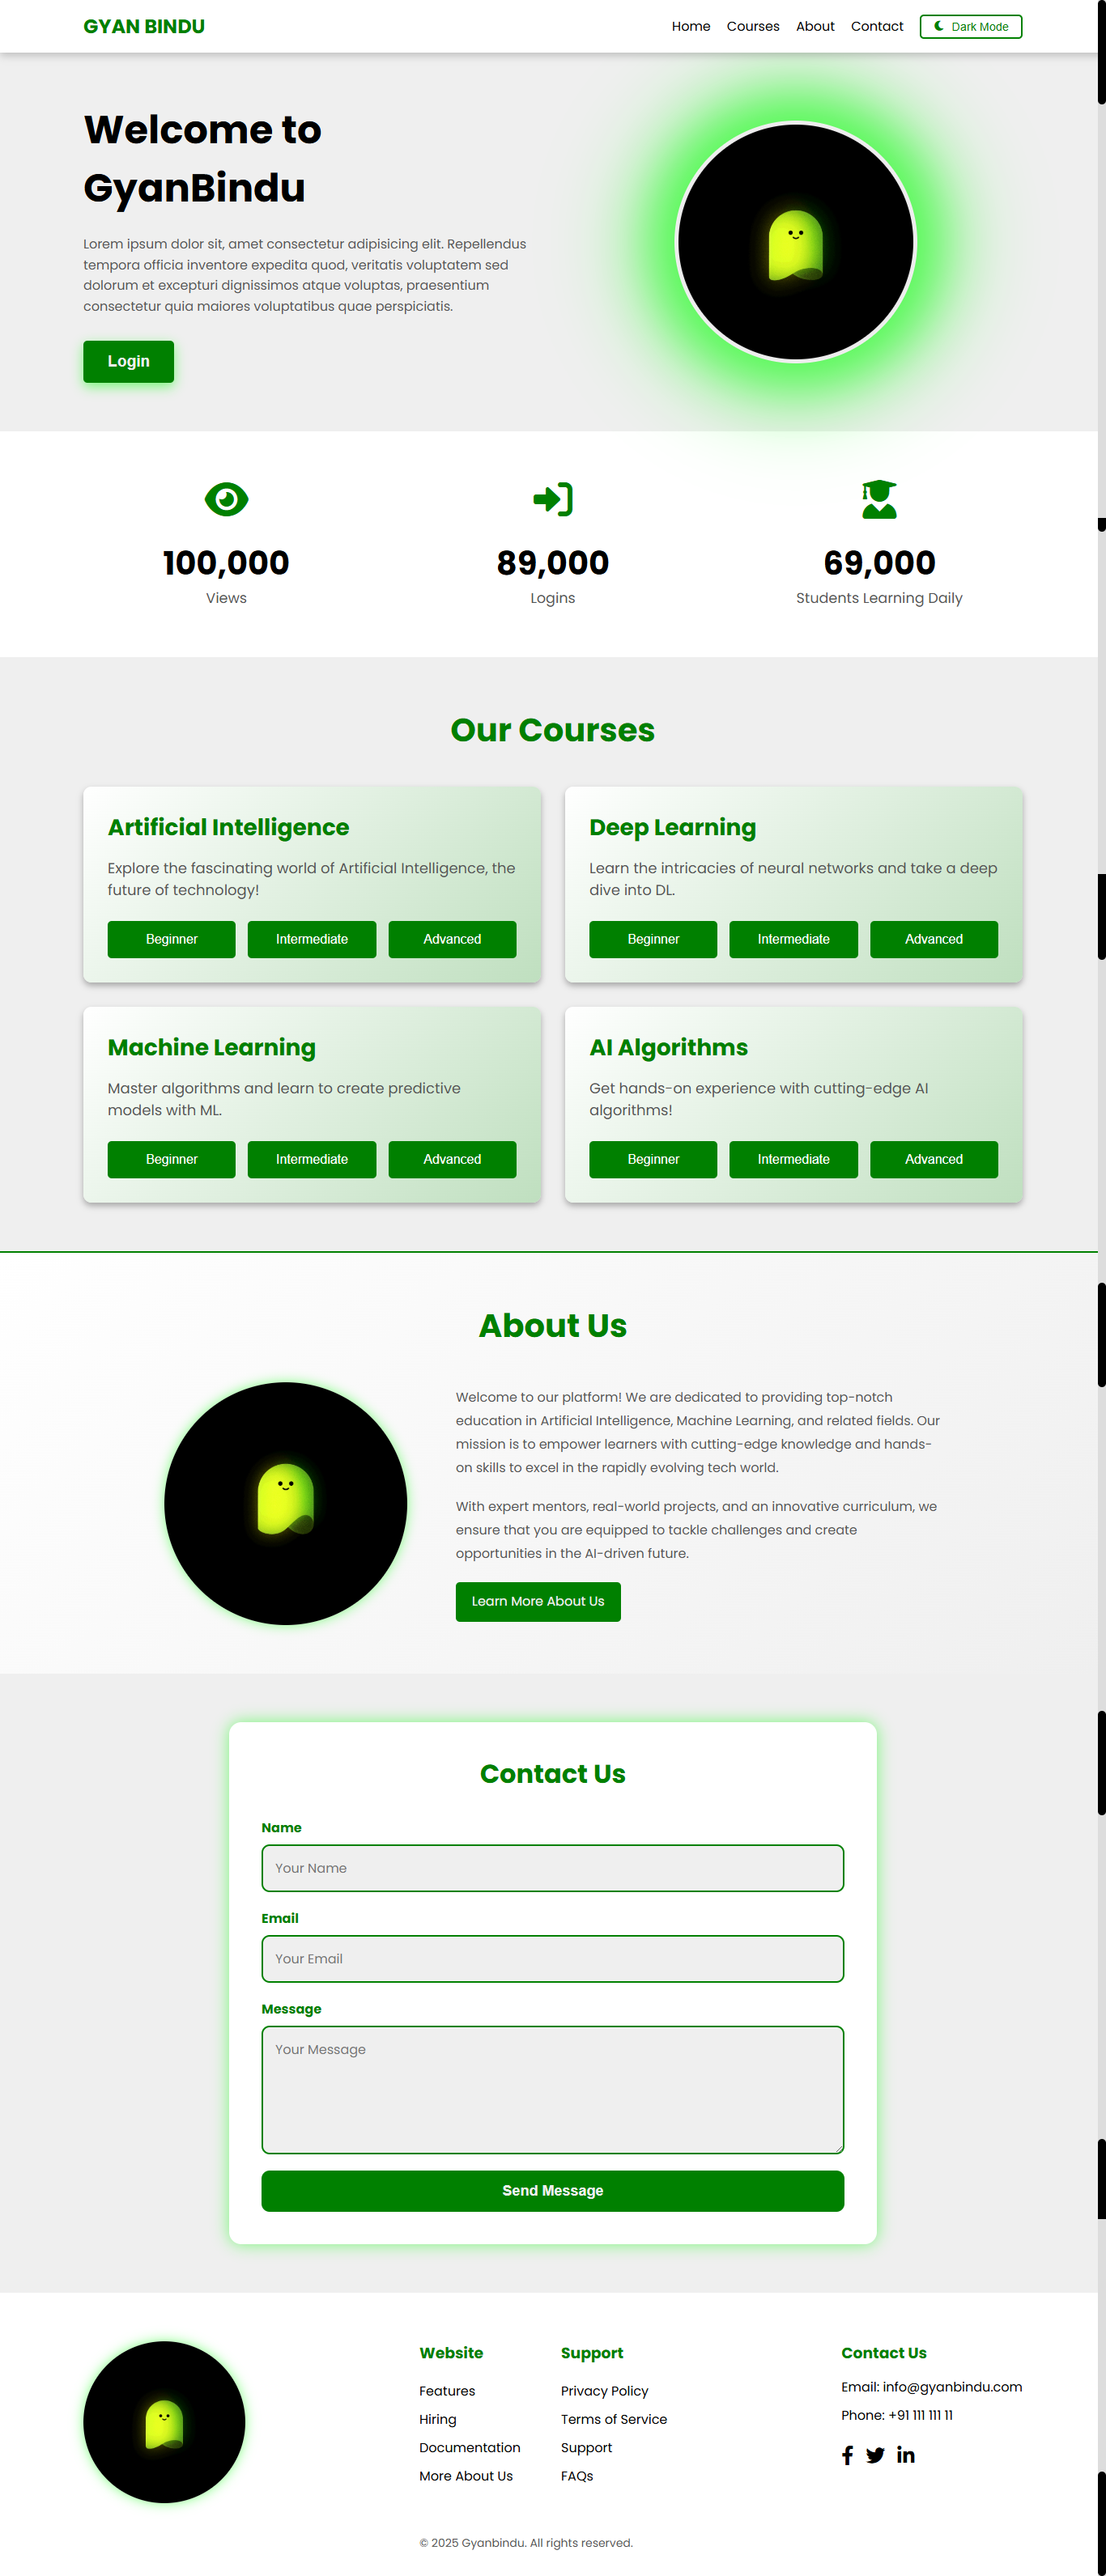 GYAN BINDU
Home Courses About Contact Dark Mode
Welcome to
GyanBindu
Lorem ipsum dolor sit, amet consectetur adipisicing elit. Repellendus
tempora officia inventore expedita quod, veritatis voluptatem sed
dolorum et excepturi dignissimos atque voluptas, praesentium
consectetur quia maiores voluptatibus quae perspiciatis.
Login
100,000
Views
89,000
Logins
69,000
Students Learning Daily
Our Courses
Artificial Intelligence
Explore the fascinating world of Artificial Intelligence, the
future of technology!
Beginner Intermediate Advanced
Deep Learning
Learn the intricacies of neural networks and take a deep
dive into DL.
Beginner Intermediate Advanced
Machine Learning
Master algorithms and learn to create predictive
models with ML.
Beginner Intermediate Advanced
AI Algorithms
Get hands-on experience with cutting-edge AI
algorithms!
Beginner Intermediate Advanced
About Us
Welcome to our platform! We are dedicated to providing top-notch
education in Artificial Intelligence, Machine Learning, and related fields. Our
mission is to empower learners with cutting-edge knowledge and hands-
on skills to excel in the rapidly evolving tech world.
With expert mentors, real-world projects, and an innovative curriculum, we
ensure that you are equipped to tackle challenges and create
opportunities in the AI-driven future.
Learn More About Us
Contact Us
Name
Your Name
Email
Your Email
Message
Your Message
Send Message
Website
Features
Hiring
Documentation
More About Us
Support
Privacy Policy
Terms of Service
Support
FAQs
Contact Us
Email: info@gyanbindu.com
Phone: +91 111 111 11
© 2025 Gyanbindu. All rights reserved.